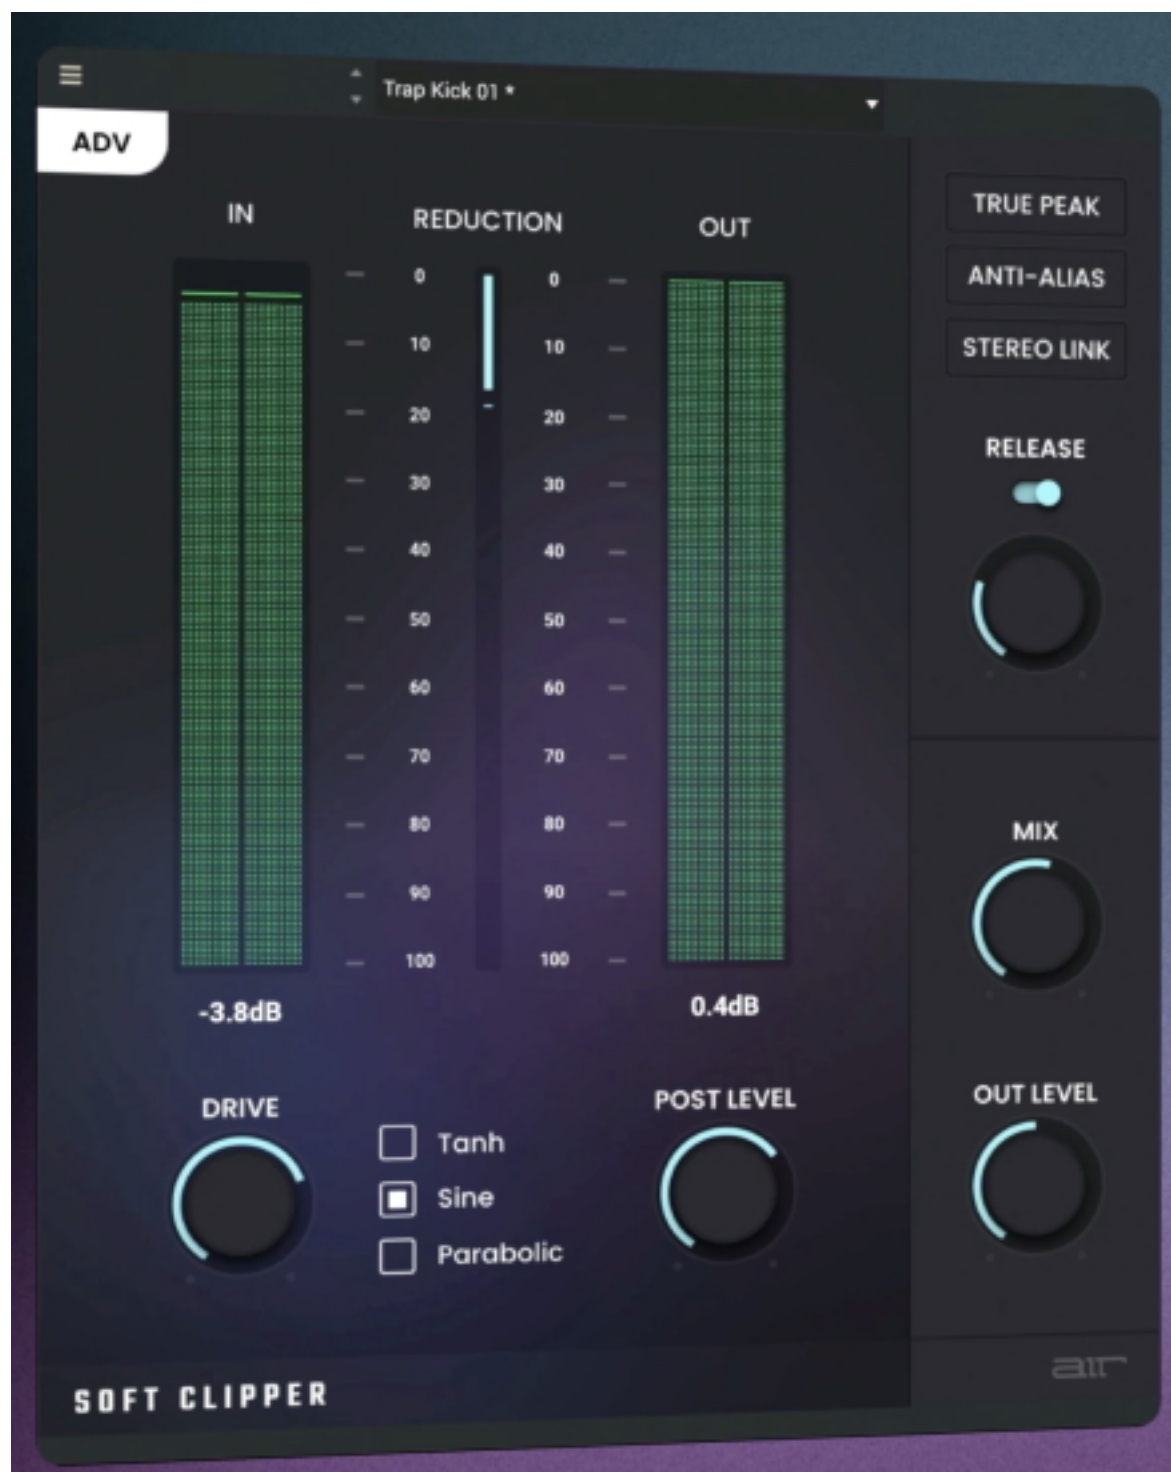 Trap Kick 01 *
ADV
IN
REDUCTION
OUT
0 0
10 10
20 20
30 30
40 40
50 50
60 60
70 70
80 80
90 90
100 100
-3.8dB
0.4dB
DRIVE
Tanh
Sine
Parabolic
POST LEVEL
TRUE PEAK
ANTI-ALIAS
STEREO LINK
RELEASE
MIX
OUT LEVEL
SOFT CLIPPER
air